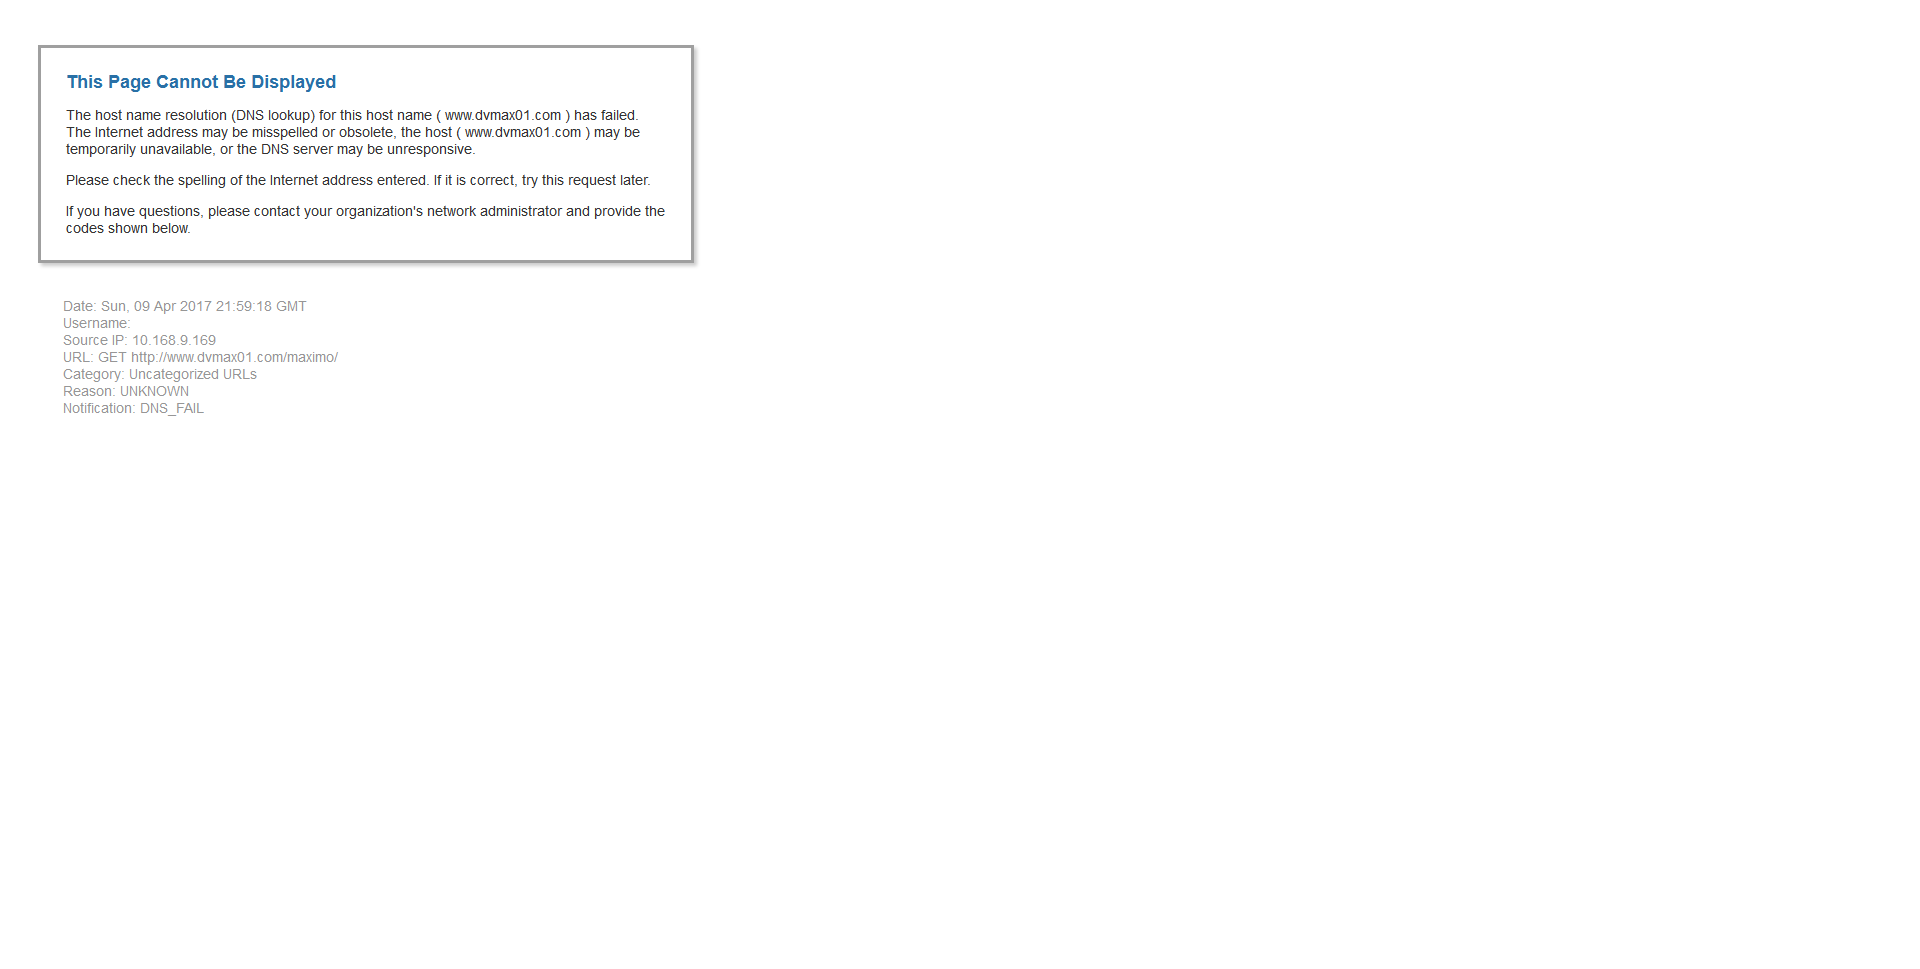 This Page Cannot Be Displayed
The host name resolution (DNS lookup) for this host name ( www.dvmax01.com ) has failed.
The Internet address may be misspelled or obsolete, the host ( www.dvmax01.com ) may be
temporarily unavailable, or the DNS server may be unresponsive.
Please check the spelling of the Internet address entered. If it is correct, try this request later.
If you have questions, please contact your organization's network administrator and provide the
codes shown below.
Date: Sun, 09 Apr 2017 21:59:18 GMT
Username:
Source IP: 10.168.9.169
URL: GET http://www.dvmax01.com/maximo/
Category: Uncategorized URLs
Reason: UNKNOWN
Notification: DNS_FAIL